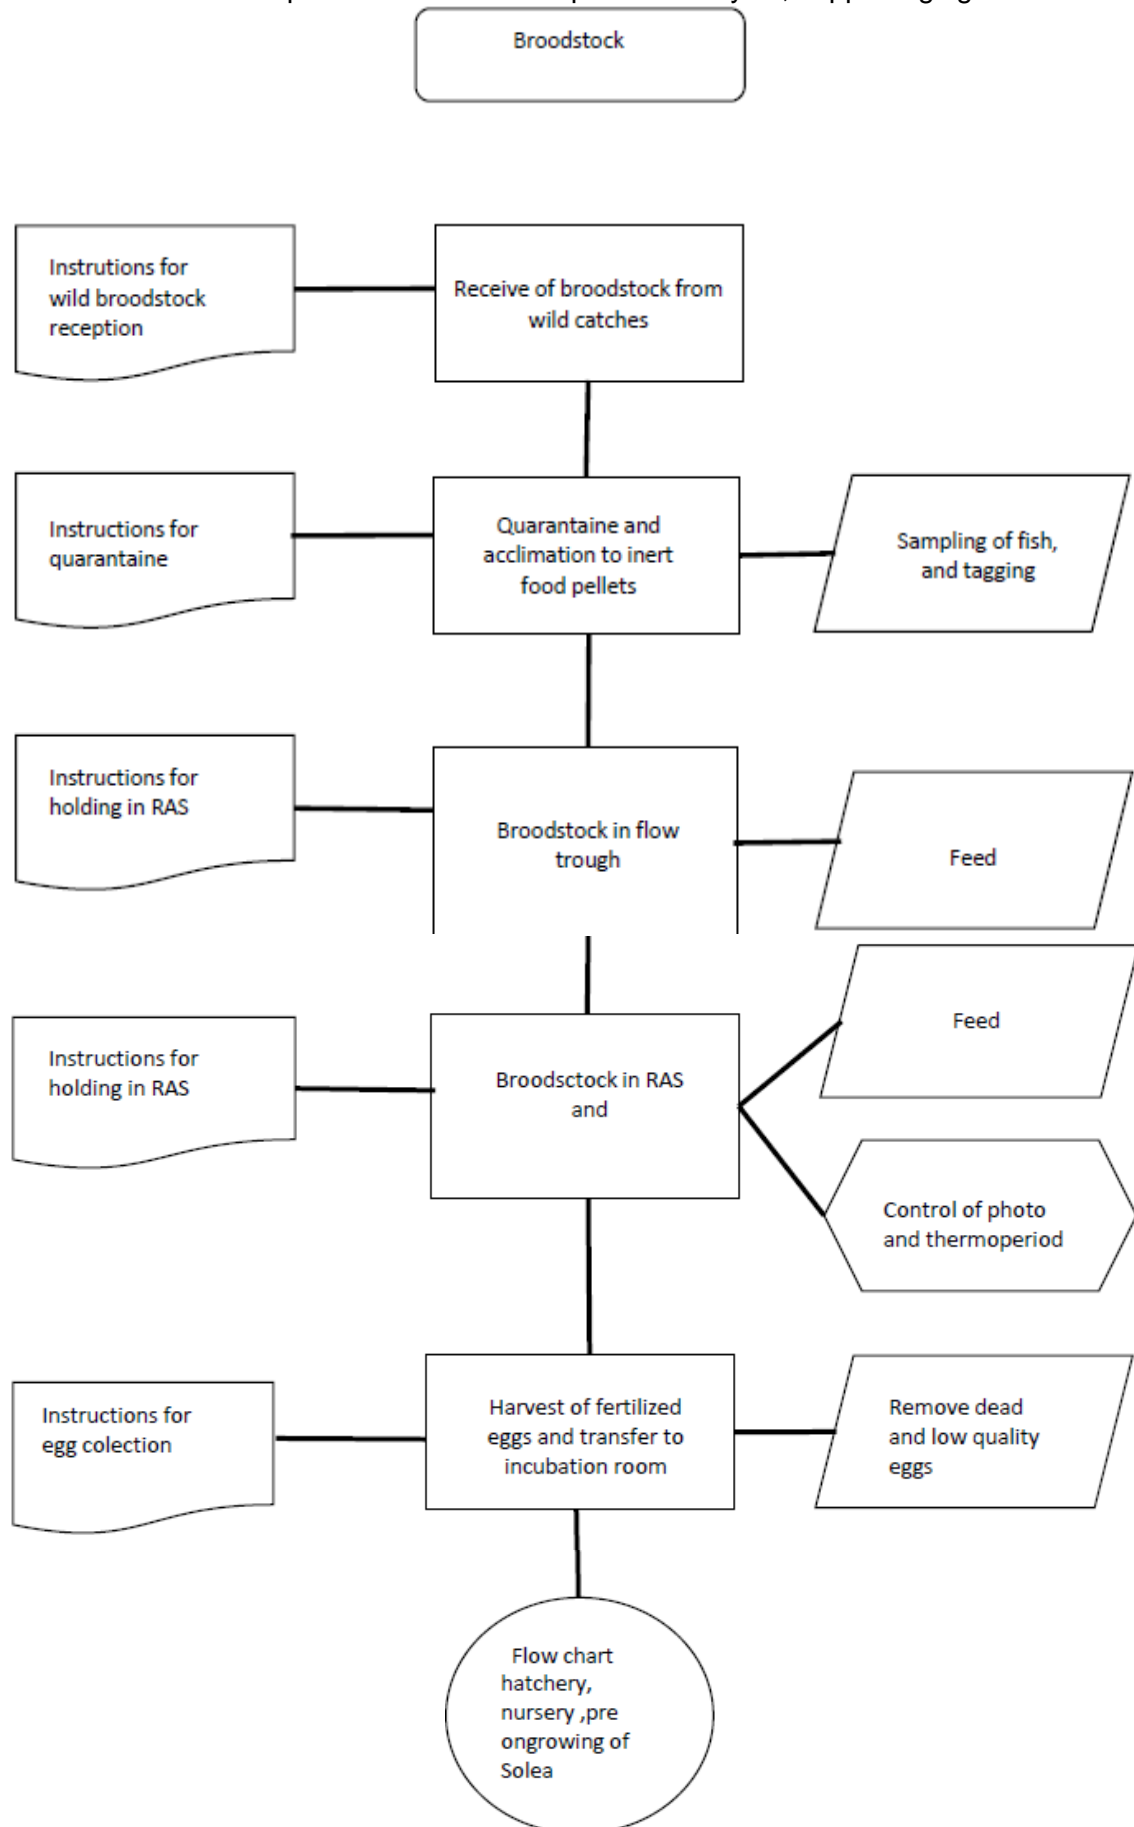 Broodstock
Instrutions for
wild broodstock
reception
Receive of broodstock from
wild catches
Instructions for
quarantaine
Quarantaine and
acclimation to inert
food pellets
Sampling of fish,
and tagging
Instructions for
holding in RAS
Broodstock in flow
trough
Feed
Instructions for
holding in RAS
Broodsctock in RAS
and
Feed
Control of photo
and thermoperiod
Instructions for
egg colection
Harvest of fertilized
eggs and transfer to
incubation room
Remove dead
and low quality
eggs
Flow chart
hatchery,
nursery ,pre
ongrowing of
Solea